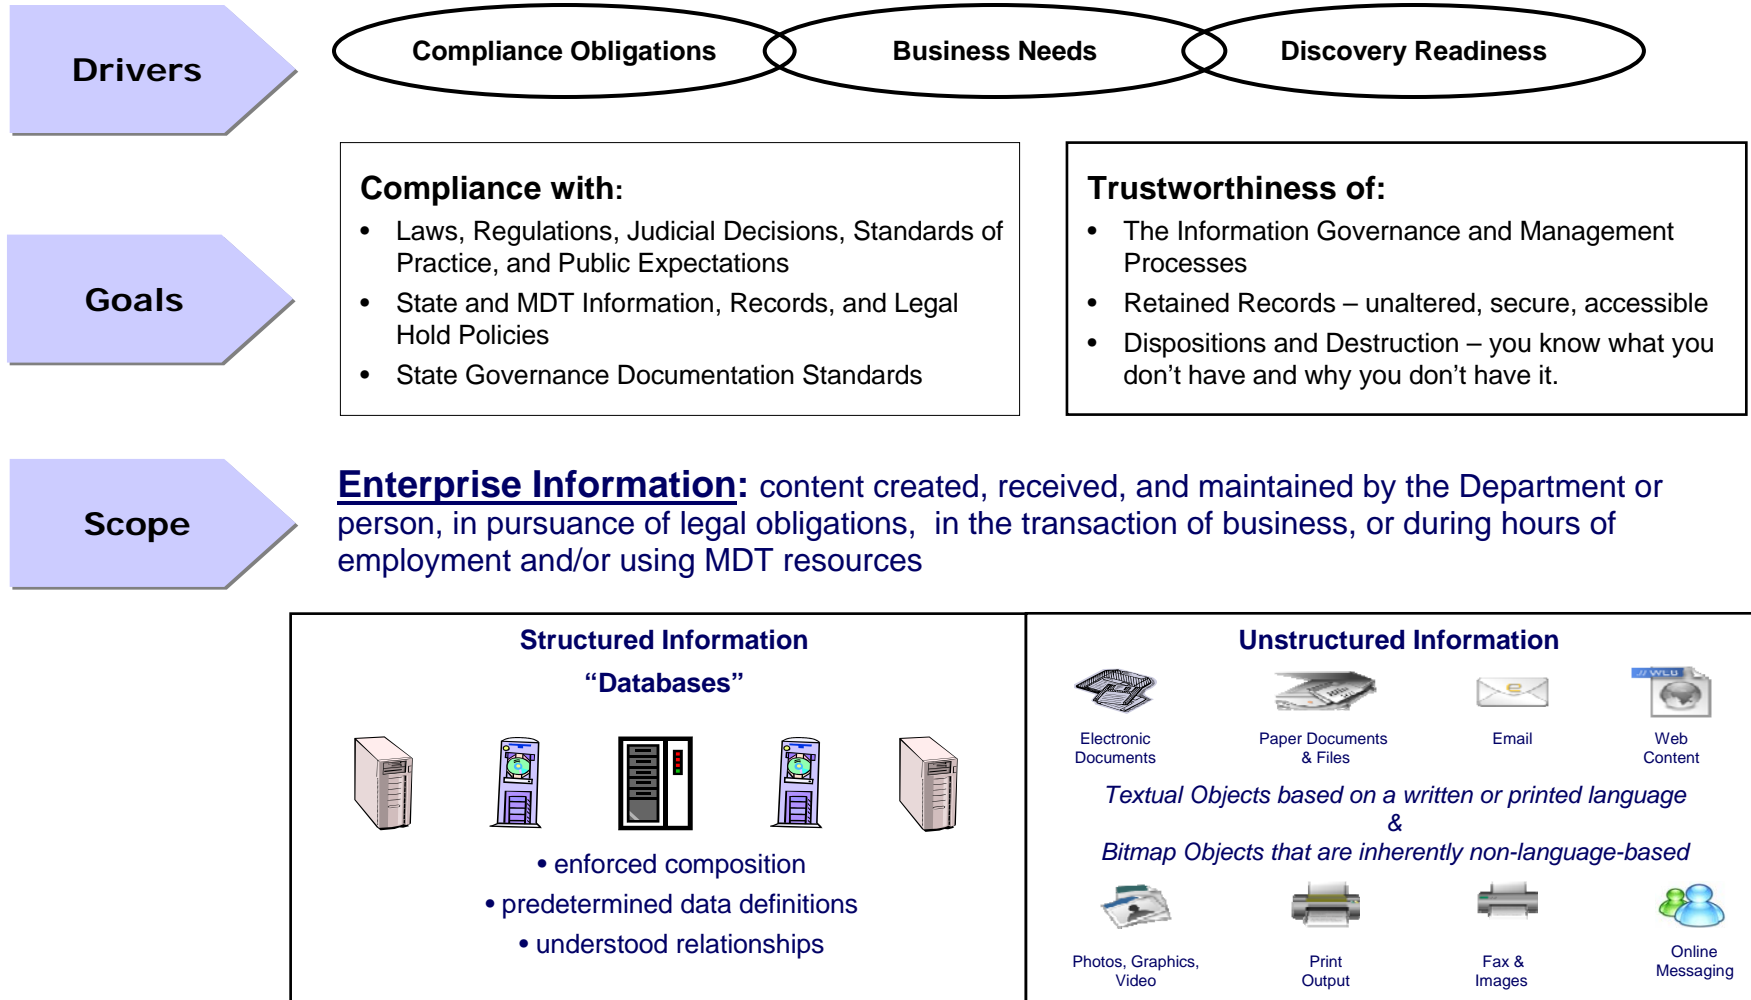 Drivers
Compliance Obligations
Business Needs
Discovery Readiness
Goals
Compliance with:
• Laws, Regulations, Judicial Decisions, Standards of
Practice, and Public Expectations
• State and MDT Information, Records, and Legal
Hold Policies
• State Governance Documentation Standards
Trustworthiness of:
• The Information Governance and Management
Processes
• Retained Records – unaltered, secure, accessible
• Dispositions and Destruction – you know what you
don’t have and why you don’t have it.
Scope
Enterprise Information: content created, received, and maintained by the Department or
person, in pursuance of legal obligations, in the transaction of business, or during hours of
employment and/or using MDT resources
Structured Information
“Databases”
• enforced composition
• predetermined data definitions
• understood relationships
Unstructured Information
// WEB
Electronic
Documents
Paper Documents
& Files
Email
Web
Content
Textual Objects based on a written or printed language
&
Bitmap Objects that are inherently non-language-based
Photos, Graphics,
Video
Print
Output
Fax &
Images
Online
Messaging